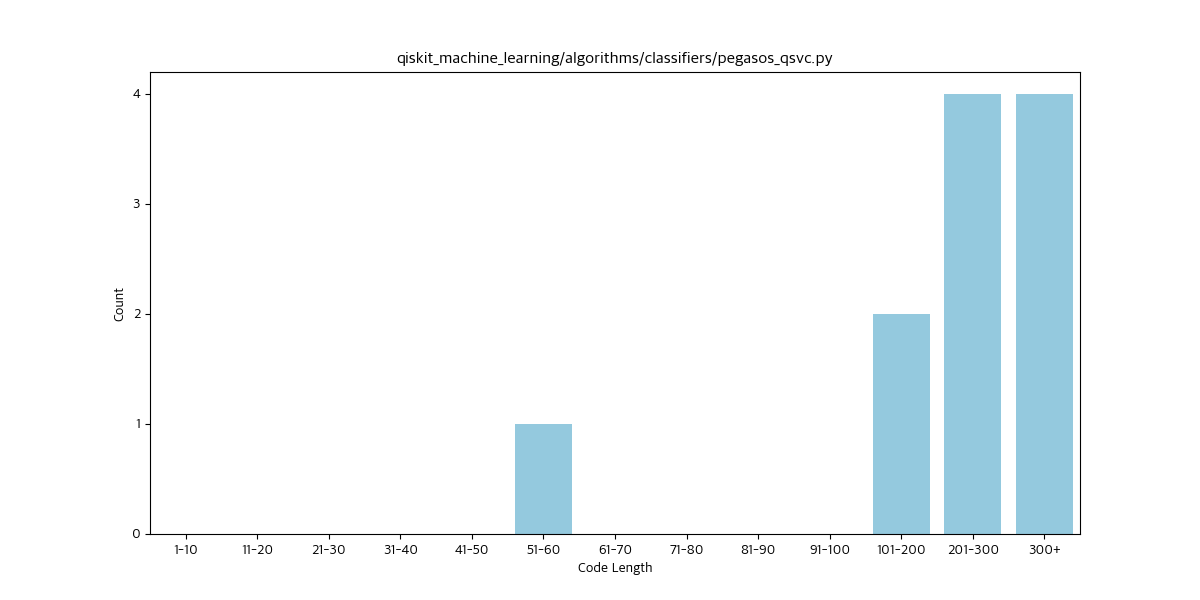 qiskit_machine_learning/algorithms/classifiers/pegasos_qsvc.py
4
3
2
1
0
Count
1-10 11-20 21-30 31-40 41-50 51-60 61-70 71-80 81-90 91-100 101-200 201-300 300+
Code Length